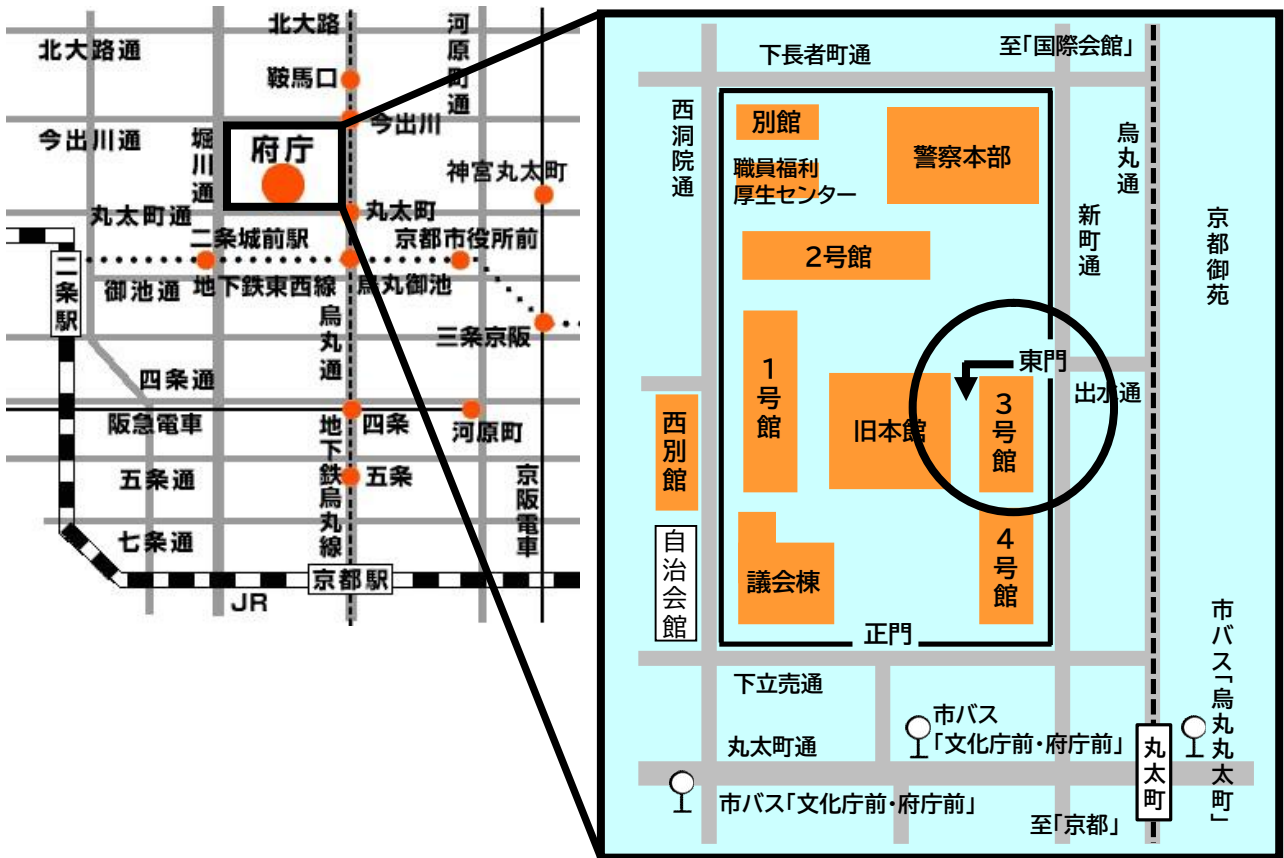 北大路
河原町通
北大路通
鞍馬口
今出川
今出川通
堀川通
府庁
神宮丸太町
丸太町
丸太町通
二条城前駅
京都市役所前
二条駅
御池通
地下鉄東西線
烏丸御池
烏丸通
三条京阪
四条通
阪急電車
四条
河原町
地下鉄烏丸線
五条通
五条
京阪電車
七条通
京都駅
JR
下長者町通
至「国際会館」
西洞院通
別館
警察本部
烏丸通
職員福利
厚生センター
新町通
京都御苑
2号館
1号館
東門
出水通
旧本館
3号館
西別館
自治会館
議会棟
4号館
正門
下立売通
市バス
「文化庁前・府庁前」
丸太町通
市バス「烏丸丸太町」
丸太町
市バス「文化庁前・府庁前」
至「京都」